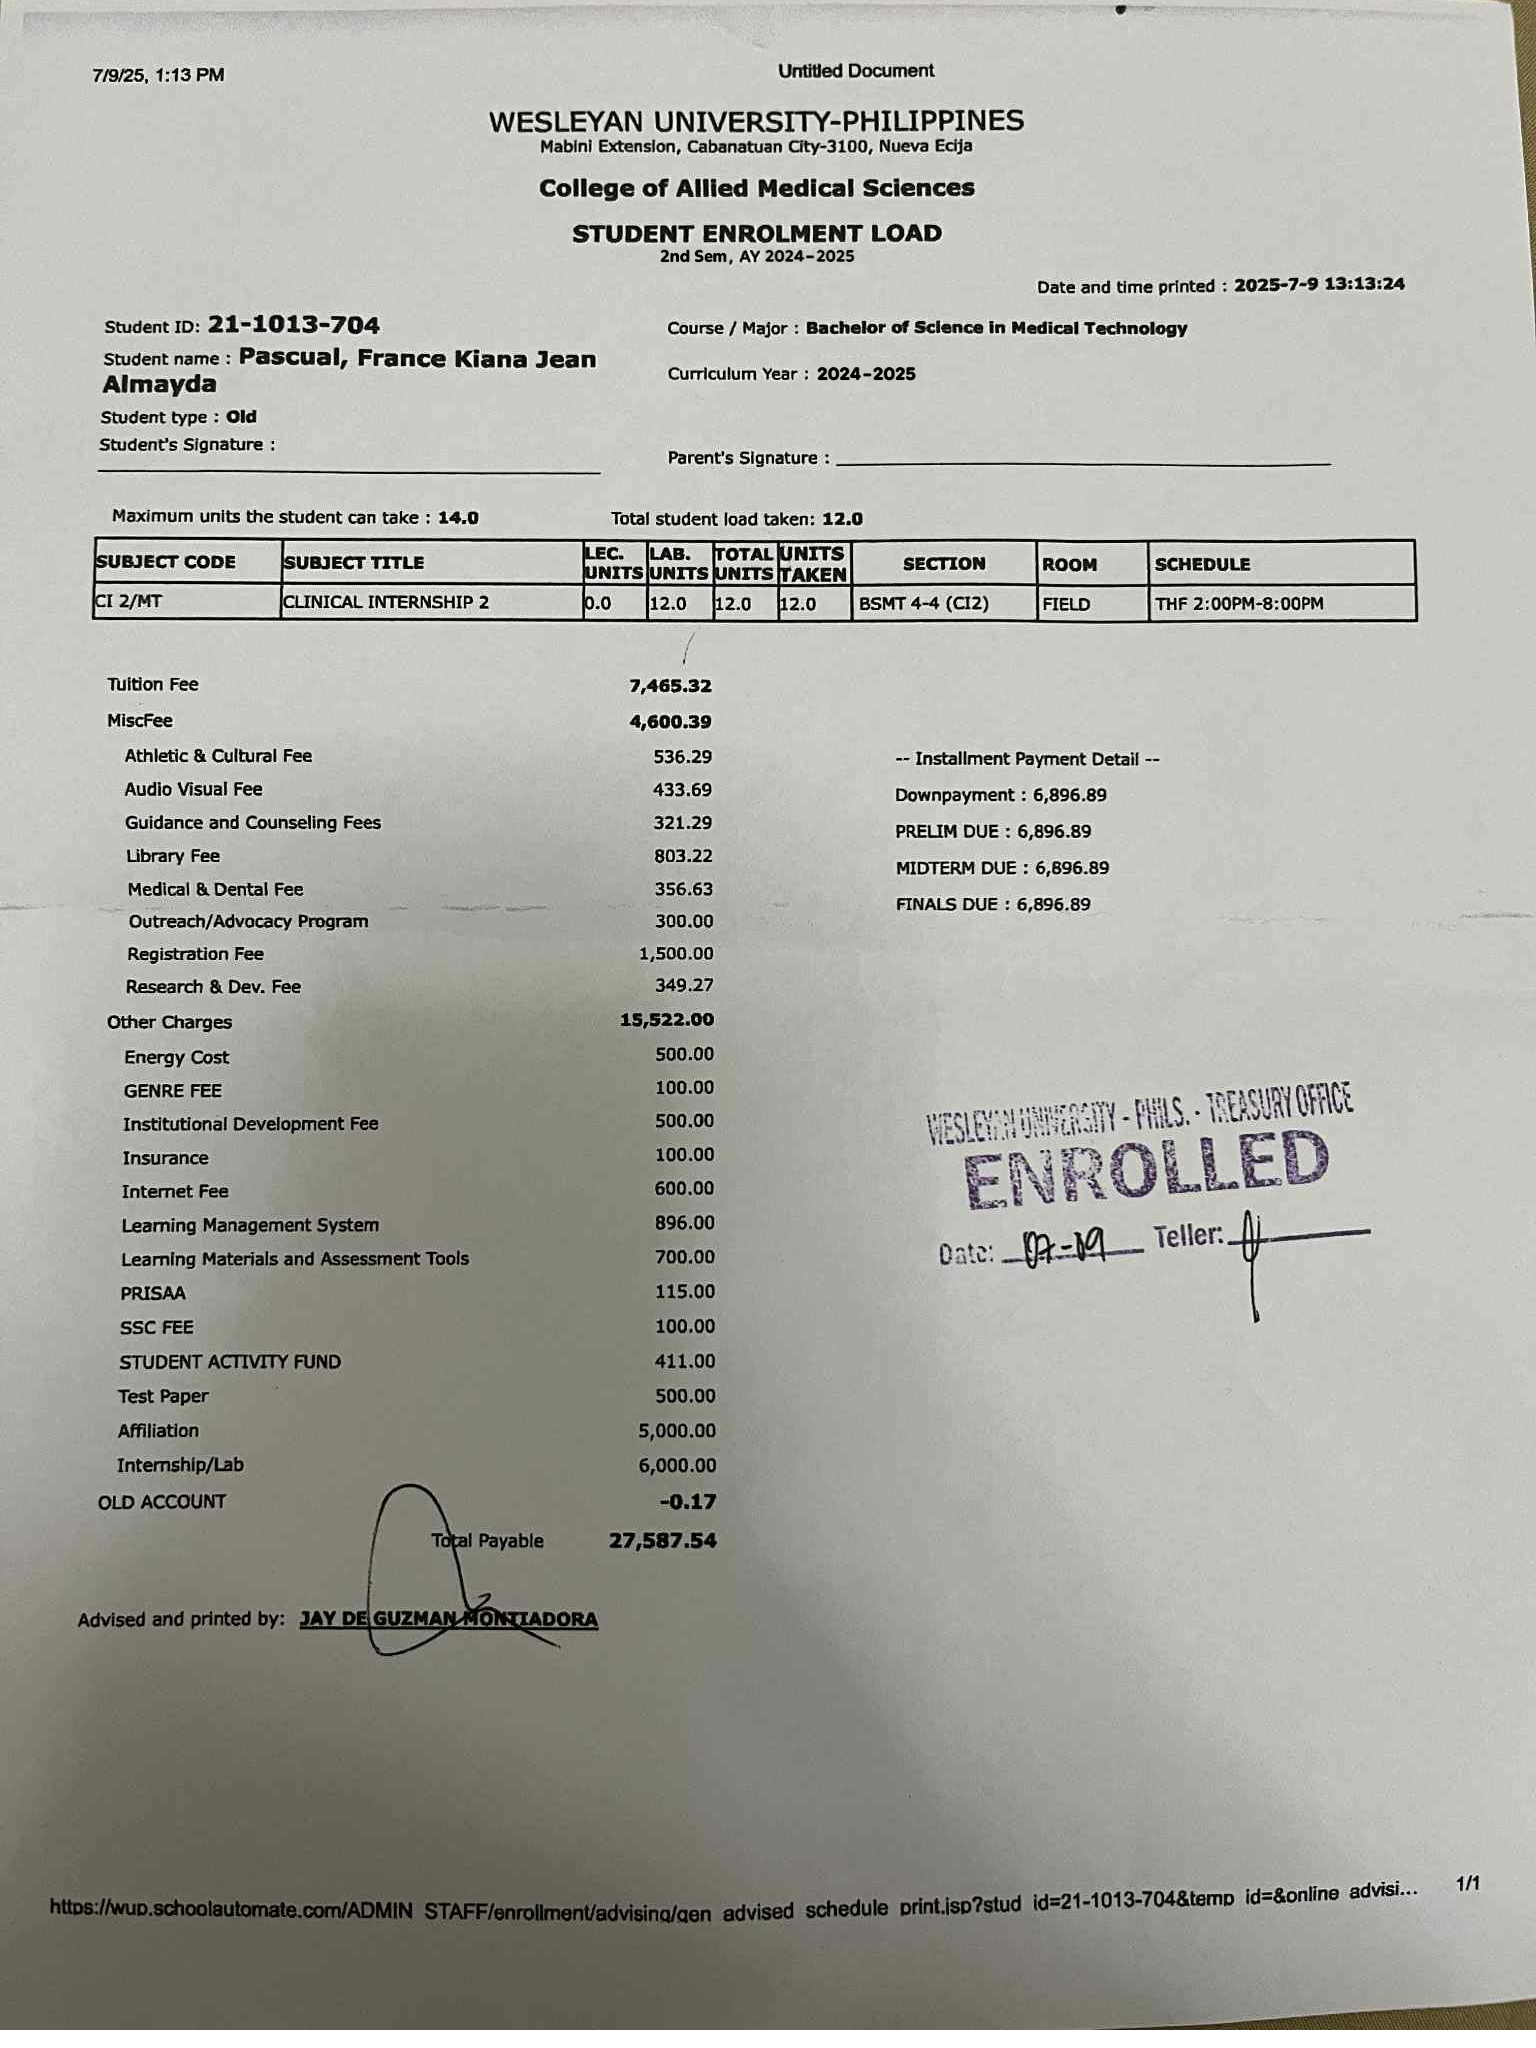 7/9/25, 1:13 PM Untitled Document
WESLEYAN UNIVERSITY-PHILIPPINES
Mabini Extension, Cabanatuan City-3100, Nueva Ecija
College of Allied Medical Sciences
STUDENT ENROLMENT LOAD
2nd Sem, AY 2024-2025
Date and time printed : 2025-7-9 13:13:24
Student ID: 21-1013-704
Course / Major : Bachelor of Science in Medical Technology
Student name : Pascual, France Kiana Jean
Almayda
Curriculum Year : 2024-2025
Student type : Old
Student's Signature :
Parent's Signature :
Maximum units the student can take : 14.0 Total student load taken: 12.0
SUBJECT CODE SUBJECT TITLE LEC. UNITS LAB. UNITS TOTAL UNITS UNITS TAKEN SECTION ROOM SCHEDULE
CI 2/MT CLINICAL INTERNSHIP 2 0.0 12.0 12.0 12.0 BSMT 4-4 (CI2) FIELD THF 2:00PM-8:00PM
Tuition Fee 7,465.32
MiscFee 4,600.39
Athletic & Cultural Fee 536.29
Audio Visual Fee 433.69
Guidance and Counseling Fees 321.29
Library Fee 803.22
Medical & Dental Fee 356.63
Outreach/Advocacy Program 300.00
Registration Fee 1,500.00
Research & Dev. Fee 349.27
Other Charges 15,522.00
Energy Cost 500.00
GENRE FEE 100.00
Institutional Development Fee 500.00
Insurance 100.00
Internet Fee 600.00
Learning Management System 896.00
Learning Materials and Assessment Tools 700.00
PRISAA 115.00
SSC FEE 100.00
STUDENT ACTIVITY FUND 411.00
Test Paper 500.00
Affiliation 5,000.00
Internship/Lab 6,000.00
OLD ACCOUNT -0.17
Total Payable 27,587.54
-- Installment Payment Detail --
Downpayment : 6,896.89
PRELIM DUE : 6,896.89
MIDTERM DUE : 6,896.89
FINALS DUE : 6,896.89
WESLEYAN UNIVERSITY - PHILS. - TREASURY OFFICE
ENROLLED
Date: 07-09 Teller:
Advised and printed by: JAY DE GUZMAN MONTIADORA
https://wup.schoolautomate.com/ADMIN_STAFF/enrollment/advising/gen_advised_schedule_print.jsp?stud_id=21-1013-704&temp_id=&online_advisi... 1/1